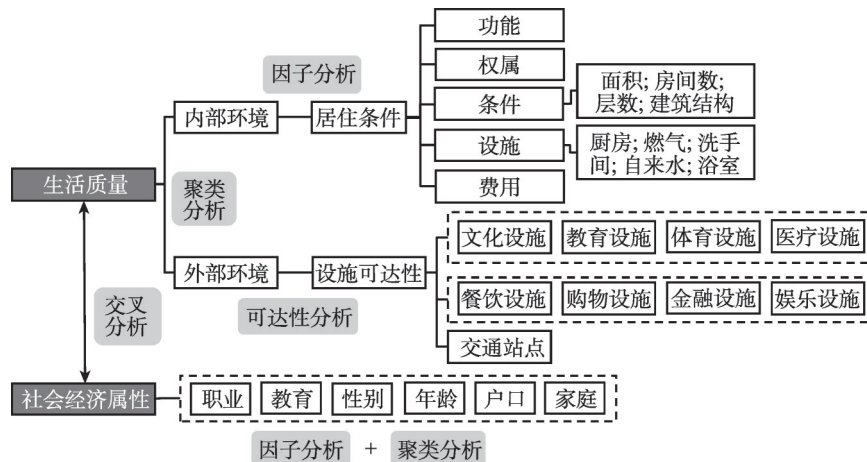 功能
因子分析
权属
面积; 房间数;
层数; 建筑结构
内部环境
居住条件
条件
设施
厨房; 燃气; 洗手
间; 自来水; 浴室
生活质量
聚类
分析
费用
文化设施 教育设施 体育设施 医疗设施
外部环境
设施可达性
餐饮设施 购物设施 金融设施 娱乐设施
交叉
分析
可达性分析
交通站点
社会经济属性
职业 教育 性别 年龄 户口 家庭
因子分析 + 聚类分析